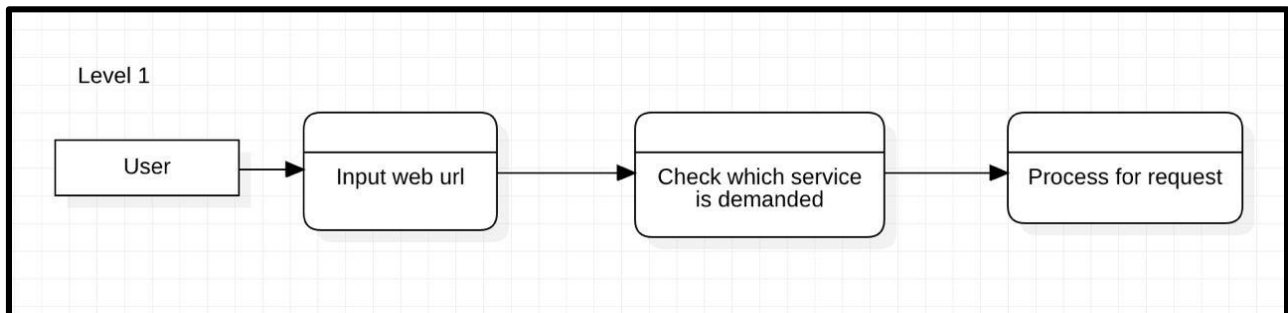 Level 1
User
Input web url
Check which service
is demanded
Process for request